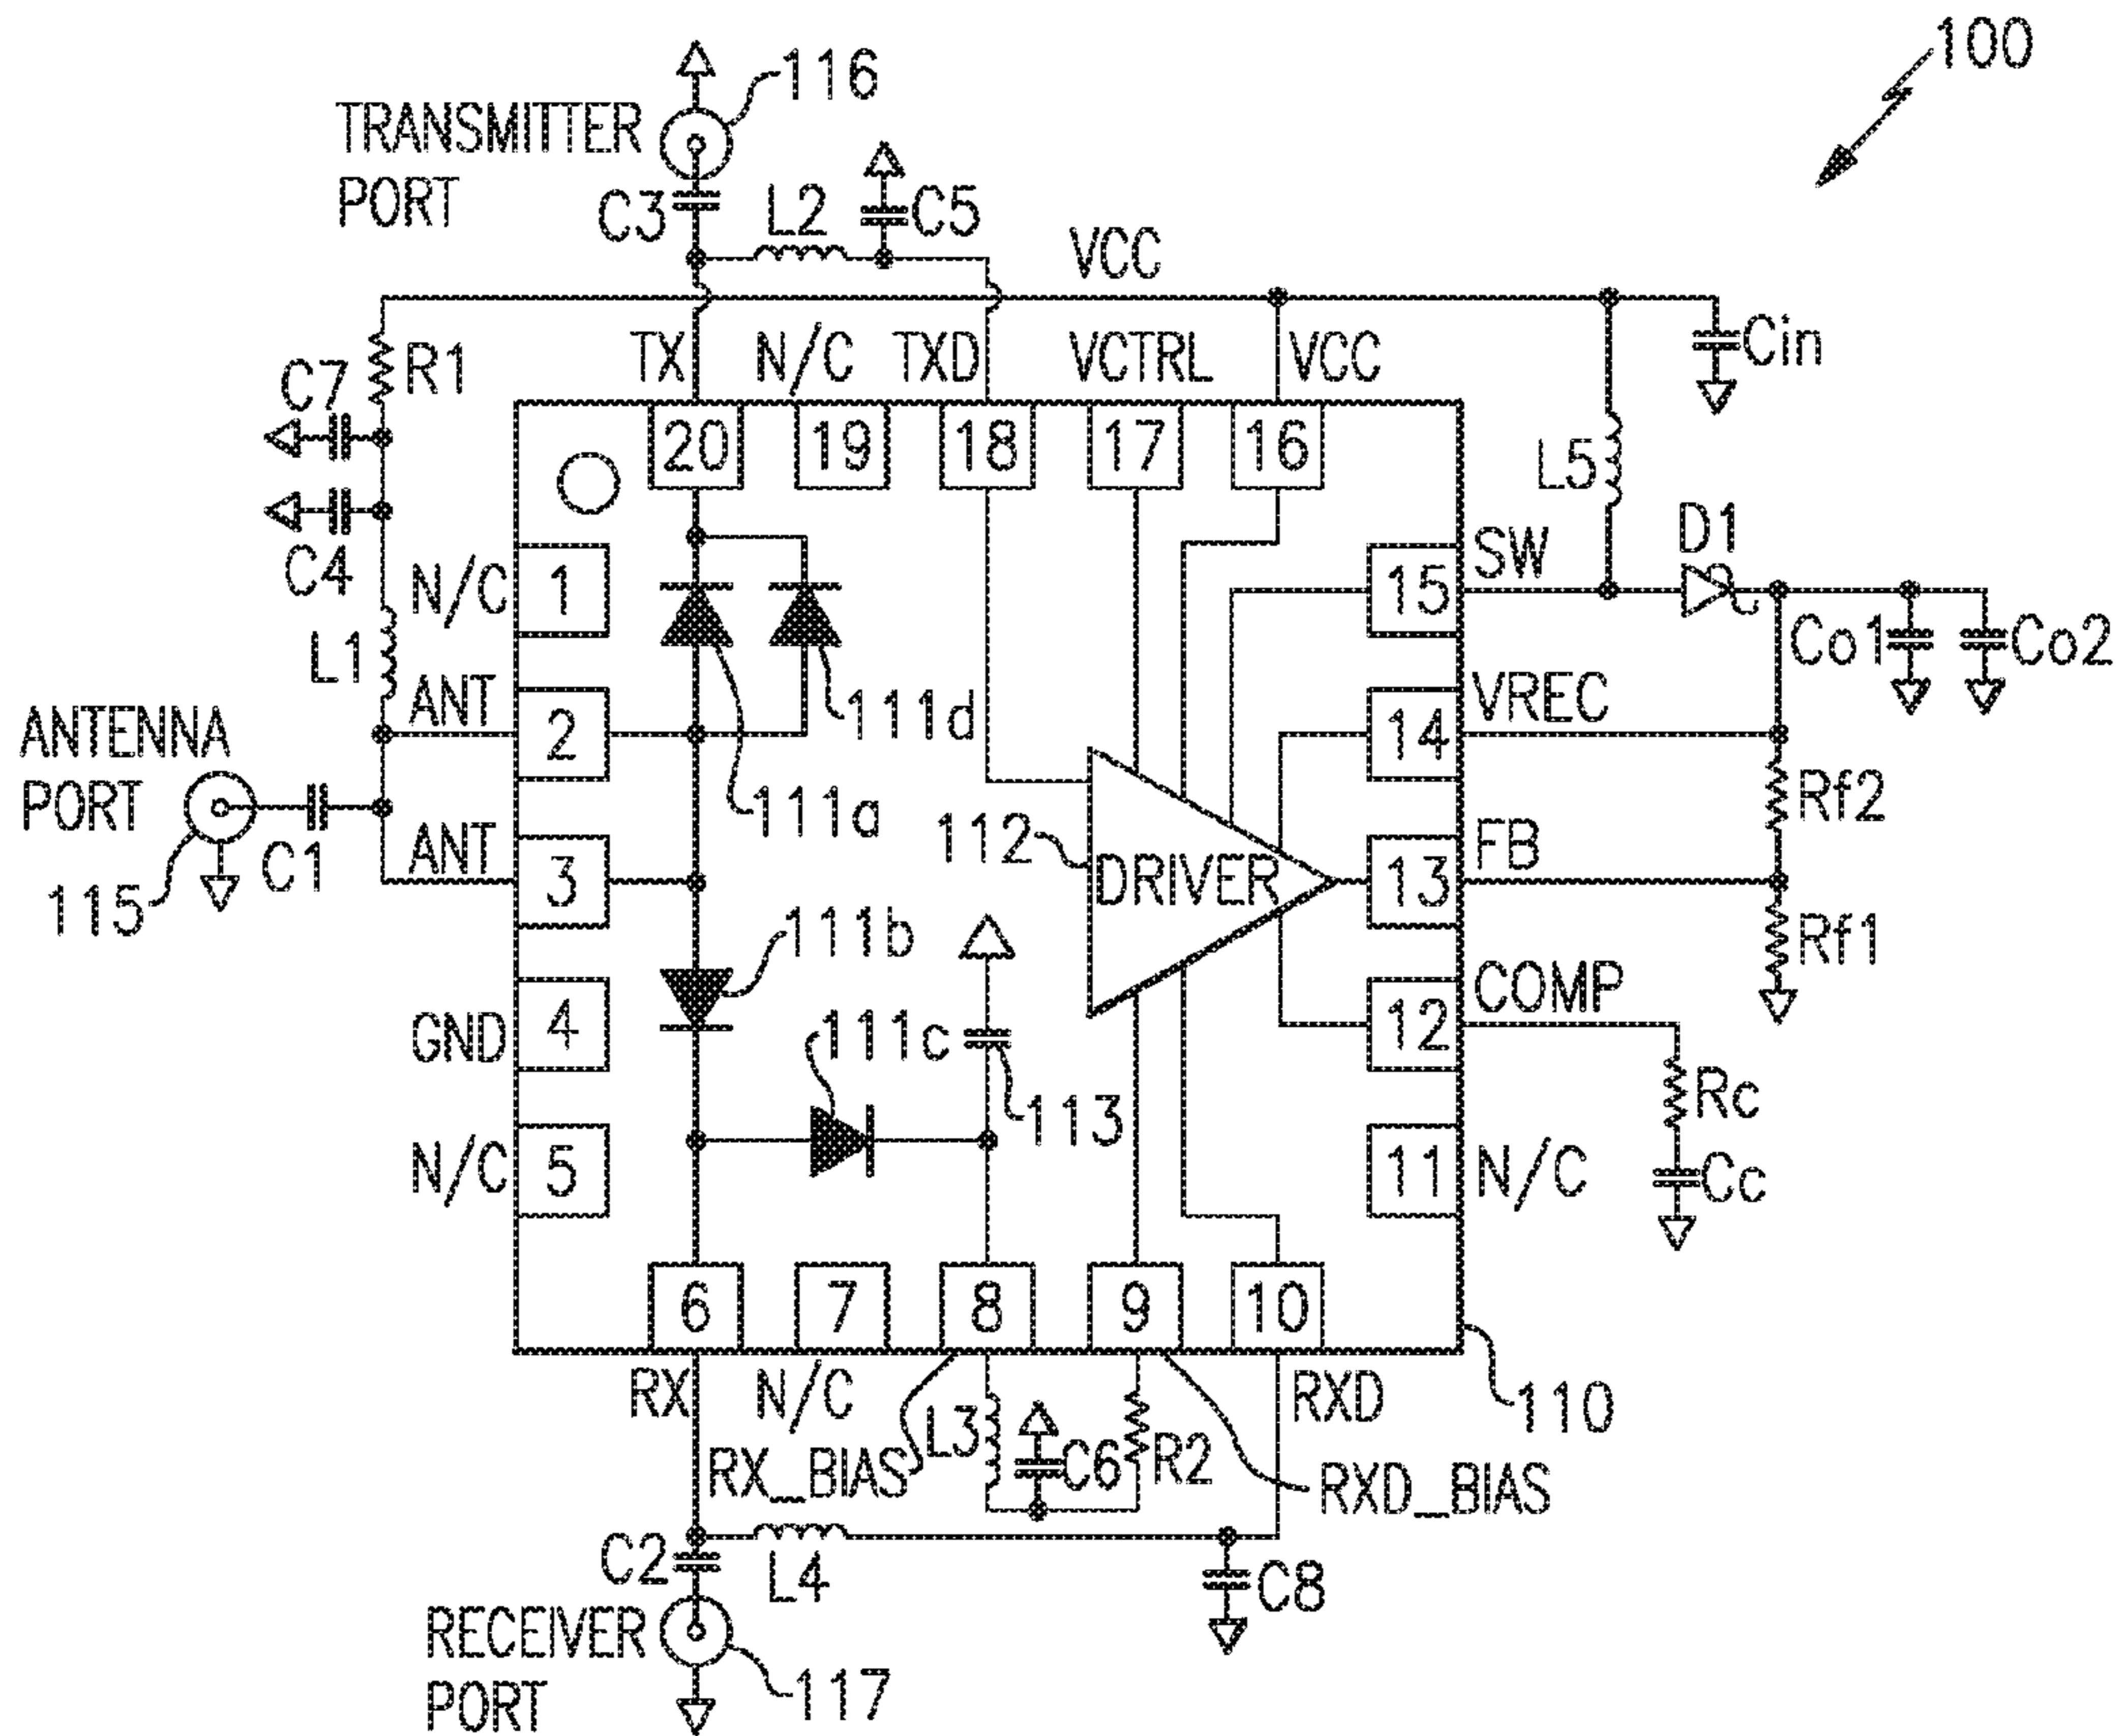 100
116
TRANSMITTER
PORT
C3
L2
C5
VCC
TX
N/C
TXD
VCTRL
VCC
Cin
C7
R1
20
19
18
17
16
L5
C4
N/C
1
15
SW
D1
L1
ANT
2
111d
14
VREC
Co1
Co2
ANTENNA
PORT
111a
112
DRIVER
Rf2
115
C1
ANT
3
13
FB
111b
Rf1
GND
4
111c
12
COMP
113
Rc
N/C
5
11
N/C
Cc
6
7
8
9
10
RX
N/C
RX_BIAS
L3
C6
R2
RXD
110
RXD_BIAS
C2
L4
C8
RECEIVER
PORT
117